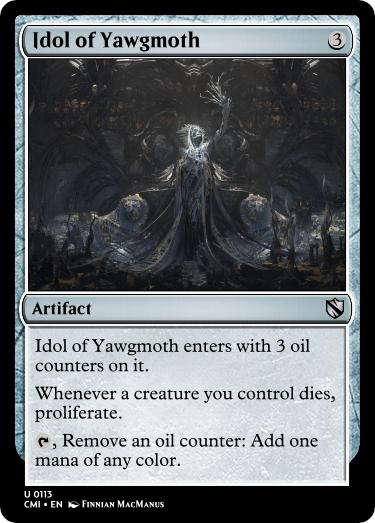 Idol of Yawgmoth 3
Artifact
Idol of Yawgmoth enters with 3 oil
counters on it.
Whenever a creature you control dies,
proliferate.
, Remove an oil counter: Add one
mana of any color.
U 0113
CMI • EN Finnian MacManus